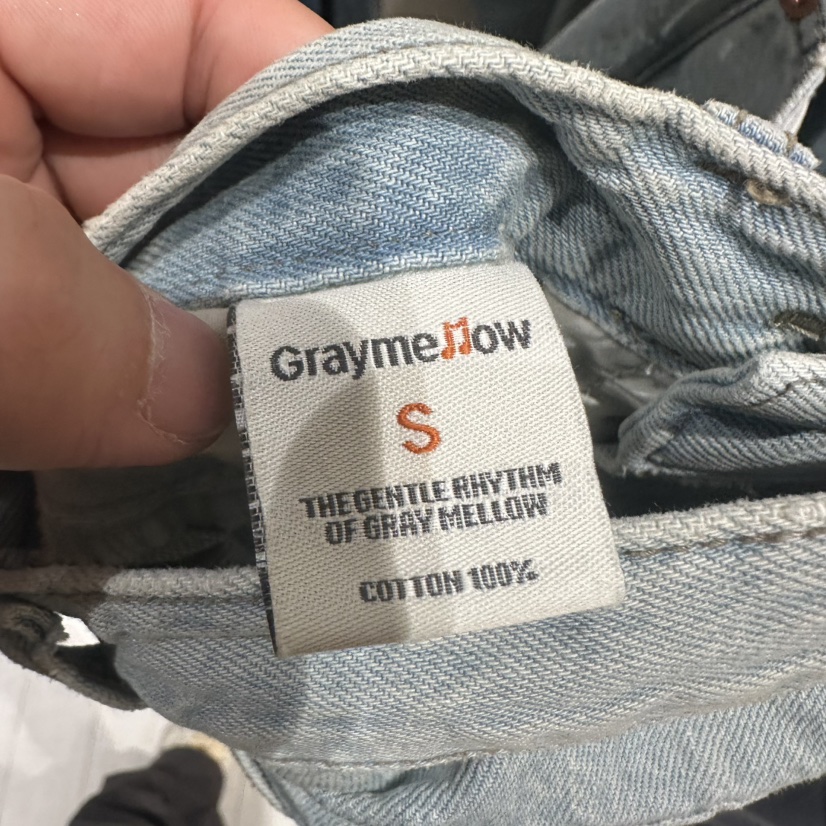 Graymellow
S
THE GENTLE RHYTHM
OF GRAY MELLOW
COTTON 100%